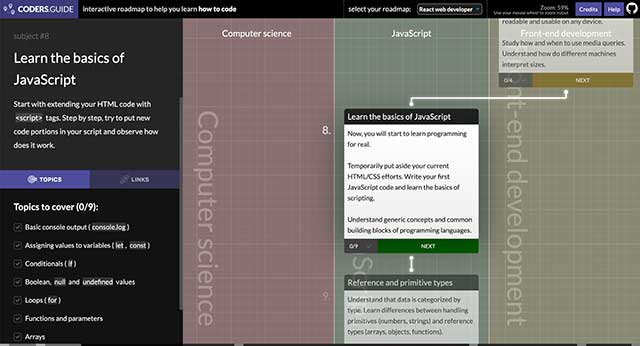 CODERS.GUIDE
interactive roadmap to help you learn how to code
select your roadmap:
React web developer
Zoom: 59%
Use your mouse wheel to zoom in/out
Credits
Help
subject #8
Learn the basics of
JavaScript
Start with extending your HTML code with
<script> tags. Step by step, try to put new
code portions in your script and observe how
does it work.
TOPICS
LINKS
Topics to cover (0/9):
Basic console output ( console.log )
Assigning values to variables ( let , const )
Conditionals ( if )
Boolean, null and undefined values
Loops ( for )
Functions and parameters
Arrays
Computer science
JavaScript
Front-end development
readable and usable on any device.
Study how and when to use media queries.
Understand how do different machines
interpret sizes.
0/4
NEXT
8.
Learn the basics of JavaScript
Now, you will start to learn programming
for real.
Temporarily put aside your current
HTML/CSS efforts. Write your first
JavaScript code and learn the basics of
scripting.
Understand generic concepts and common
building blocks of programming languages.
0/9
NEXT
9.
Reference and primitive types
Understand that data is categorized by
type. Learn differences between handling
primitives (numbers, strings) and reference
types (arrays, objects, functions).
Computer science